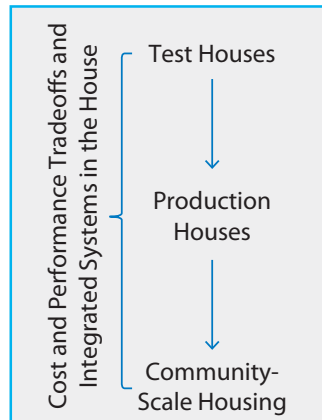 Cost and Performance Tradeoffs and
Integrated Systems in the House
Test Houses
Production
Houses
Community-
Scale Housing